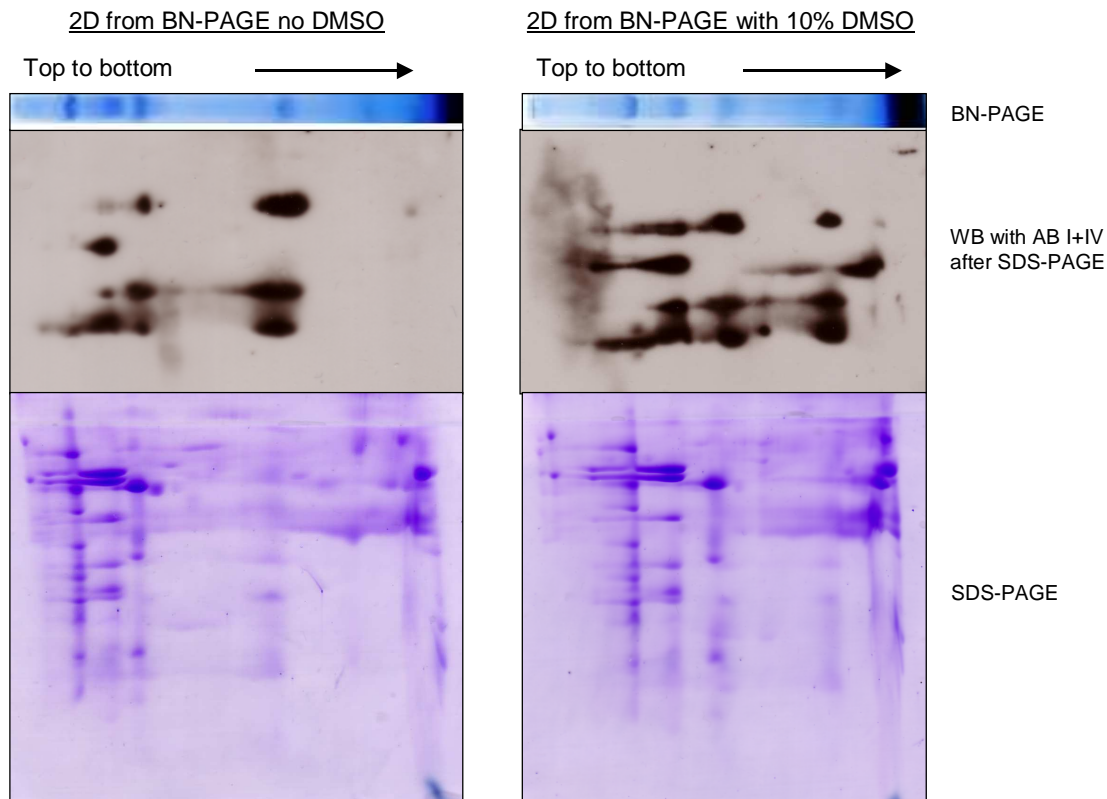 2D from BN-PAGE no DMSO
2D from BN-PAGE with 10% DMSO
Top to bottom
Top to bottom
BN-PAGE
WB with AB I+IV
after SDS-PAGE
SDS-PAGE